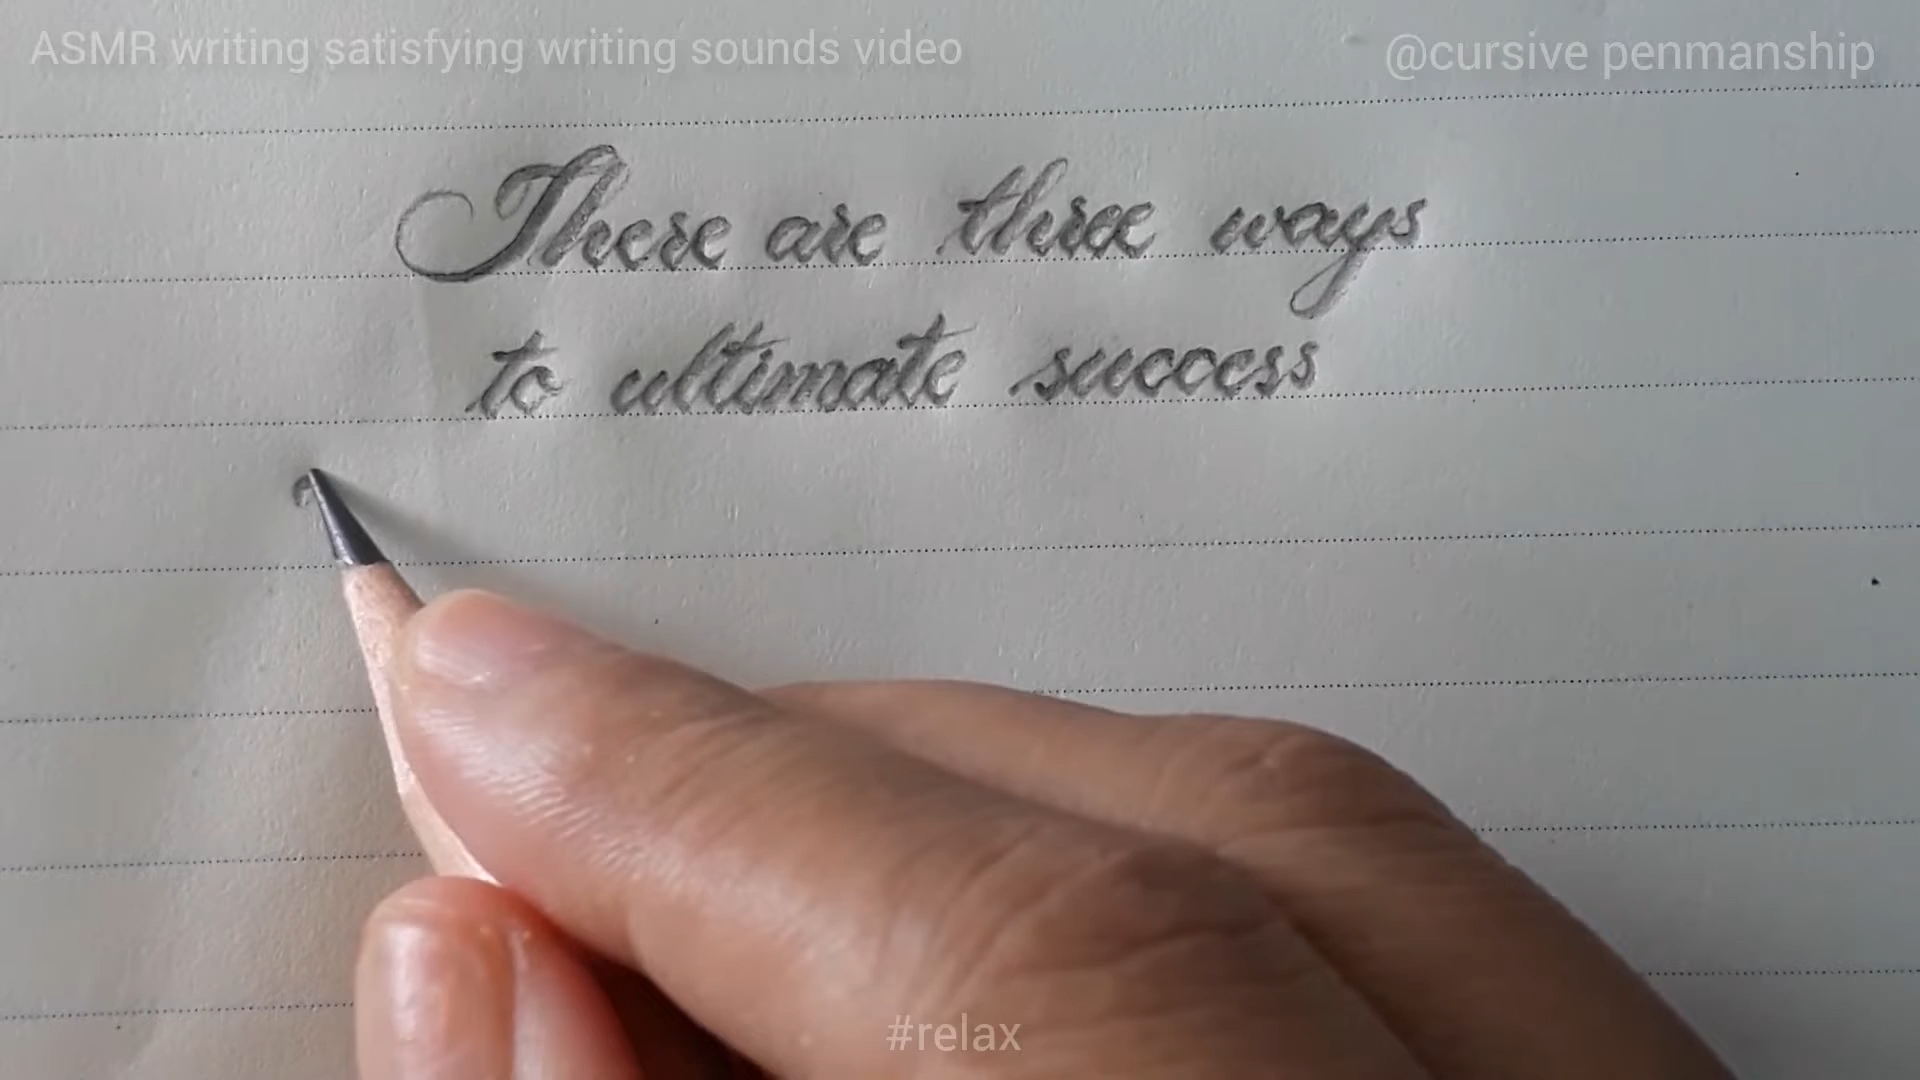 ASMR writing satisfying writing sounds video
@cursive penmanship
There are three ways
to ultimate success
#relax